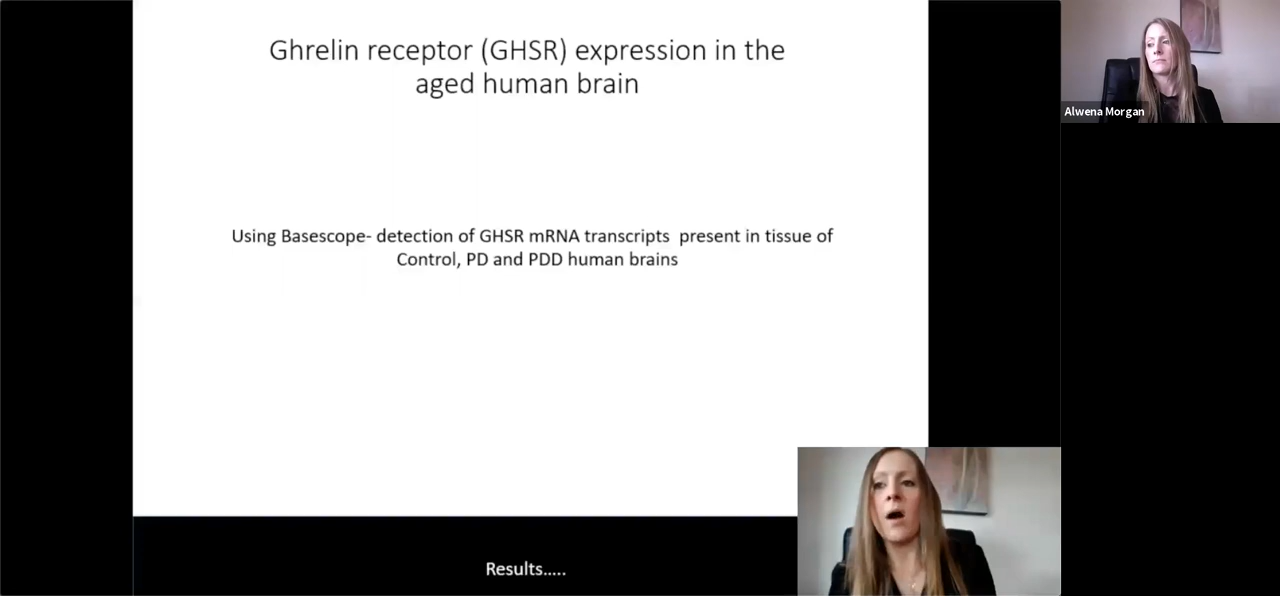 Ghrelin receptor (GHSR) expression in the
aged human brain
Alwena Morgan
Using Basescope- detection of GHSR mRNA transcripts present in tissue of
Control, PD and PDD human brains
Results.....